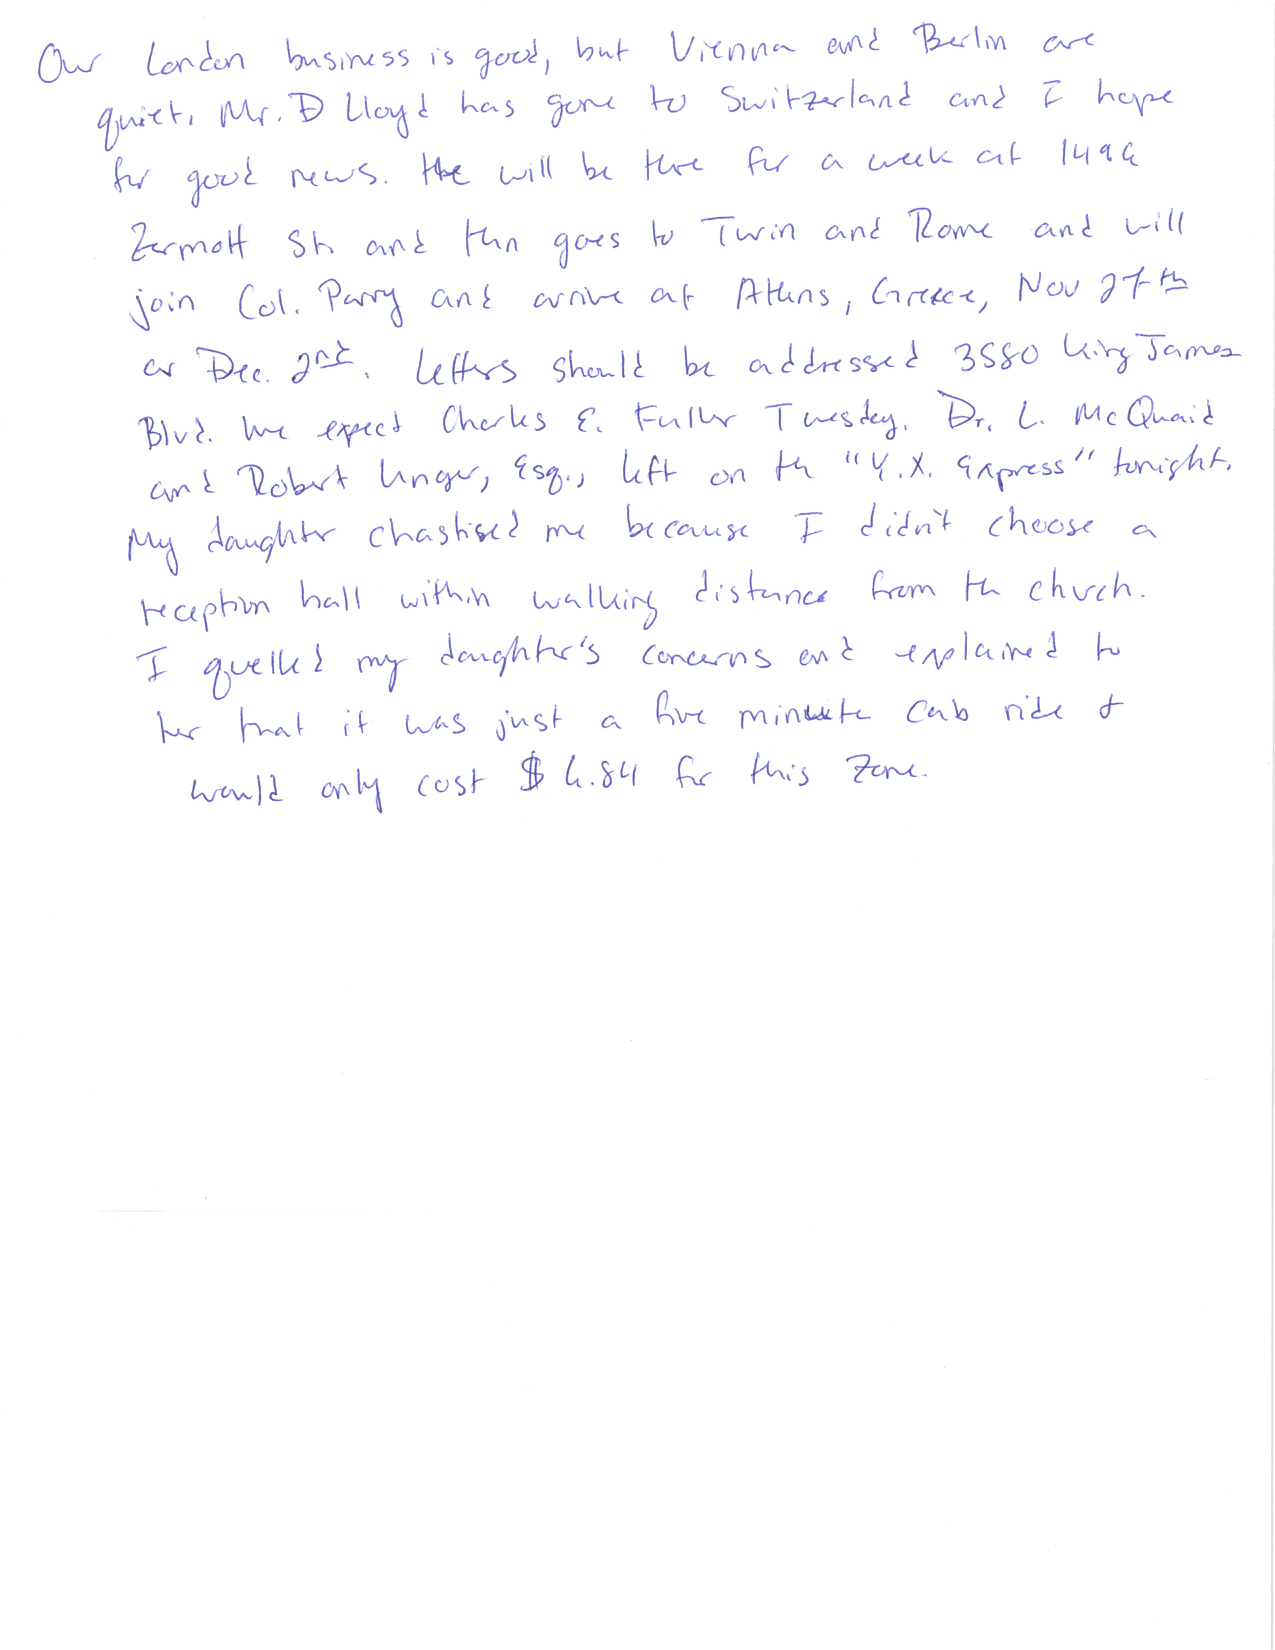 Our London business is good, but Vienna and Berlin are
quiet. Mr. D Lloyd has gone to Switzerland and I hope
for good news. He will be there for a week at 1496
Zermott St. and then goes to Turin and Rome and will
join Col. Parry and arrive at Athens, Greece, Nov 27th
or Dec. 2nd. Letters should be addressed 3580 King James
Blvd. We expect Charles E. Fuller Tuesday. Dr. L. McQuaid
and Robert Unger, Esq., left on the "Y.X. Express" tonight.
My daughter chastised me because I didn't choose a
reception hall within walking distance from the church.
I quelled my daughter's concerns and explained to
her that it was just a five minute cab ride &
would only cost $6.84 for this zone.